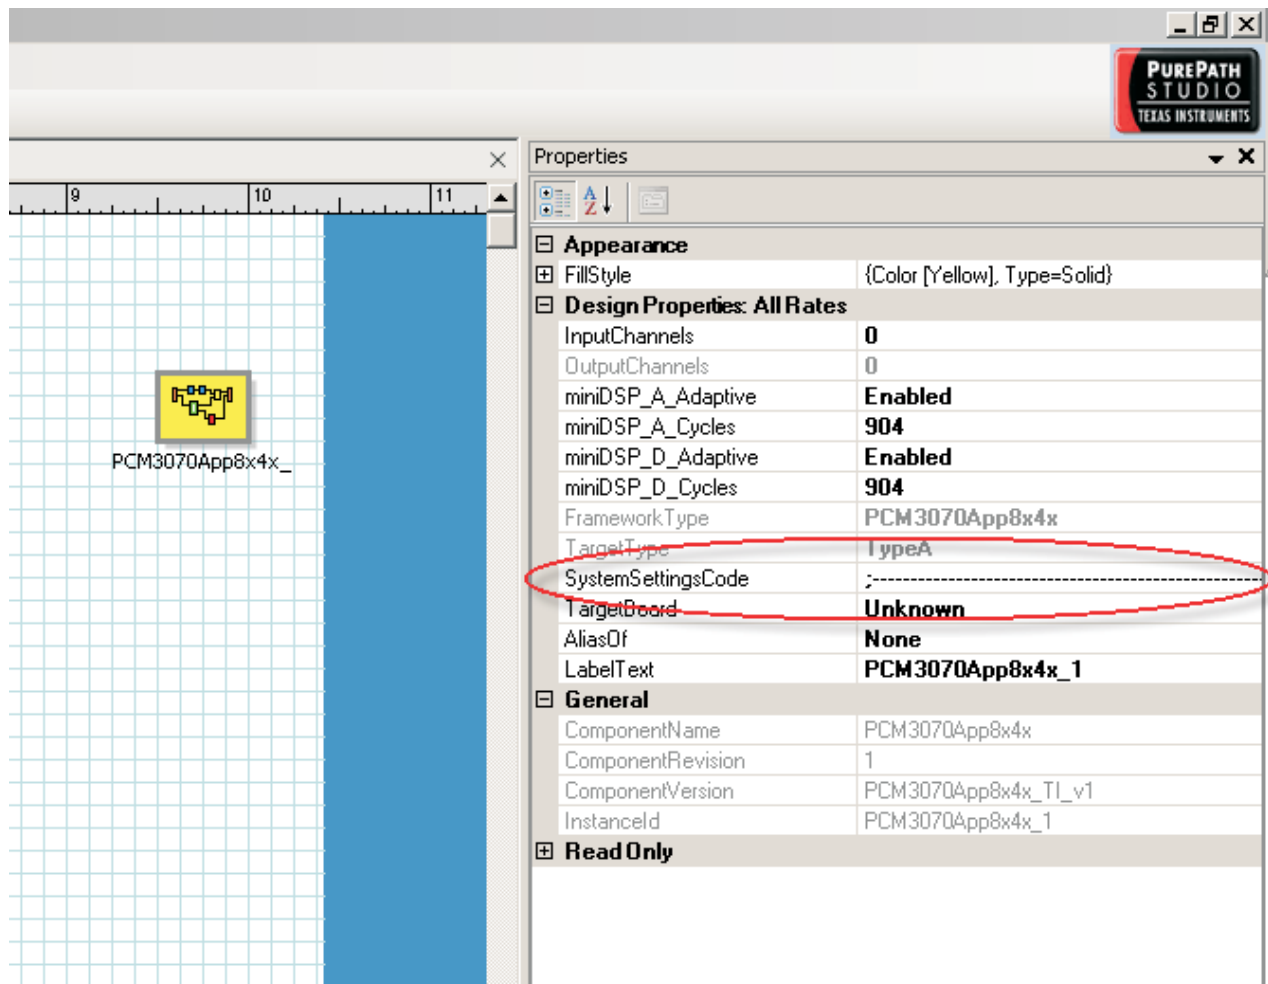 PUREPATH
STUDIO
TEXAS INSTRUMENTS
Properties
9 10 11
A
Z
Appearance
FillStyle {Color [Yellow], Type=Solid}
Design Properties: All Rates
InputChannels 0
OutputChannels 0
miniDSP_A_Adaptive Enabled
miniDSP_A_Cycles 904
miniDSP_D_Adaptive Enabled
miniDSP_D_Cycles 904
FrameworkType PCM3070App8x4x
TargetType TypeA
SystemSettingsCode ;------------------------------------------------------
TargetBoard Unknown
AliasOf None
LabelText PCM3070App8x4x_1
General
ComponentName PCM3070App8x4x
ComponentRevision 1
ComponentVersion PCM3070App8x4x_TI_v1
InstanceId PCM3070App8x4x_1
Read Only
PCM3070App8x4x_